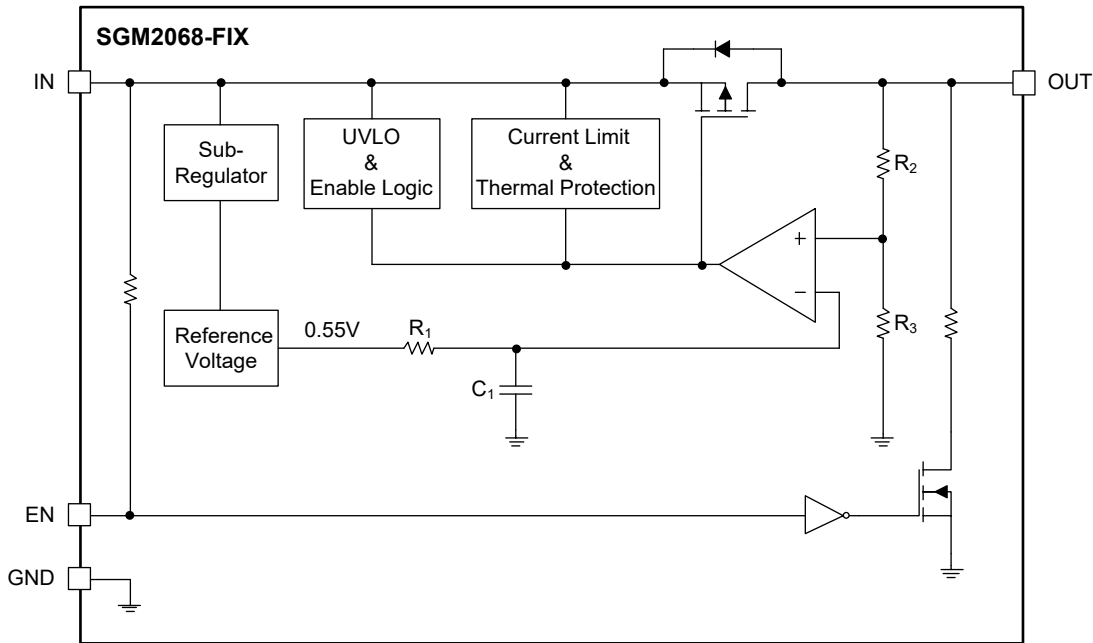 SGM2068-FIX
IN
OUT
Sub-
Regulator
UVLO
&
Enable Logic
Current Limit
&
Thermal Protection
R₂
+
−
R₃
Reference
Voltage
0.55V
R₁
C₁
EN
GND